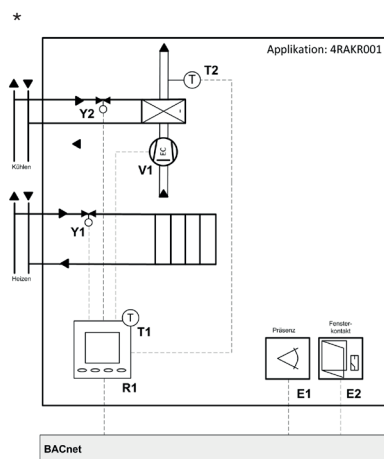 *
Applikation: 4RAKR001
T
T2
Y2
EC
V1
Kühlen
Y1
Heizen
T
T1
R1
Präsenz
Fenster-
kontakt
E1
E2
BACnet